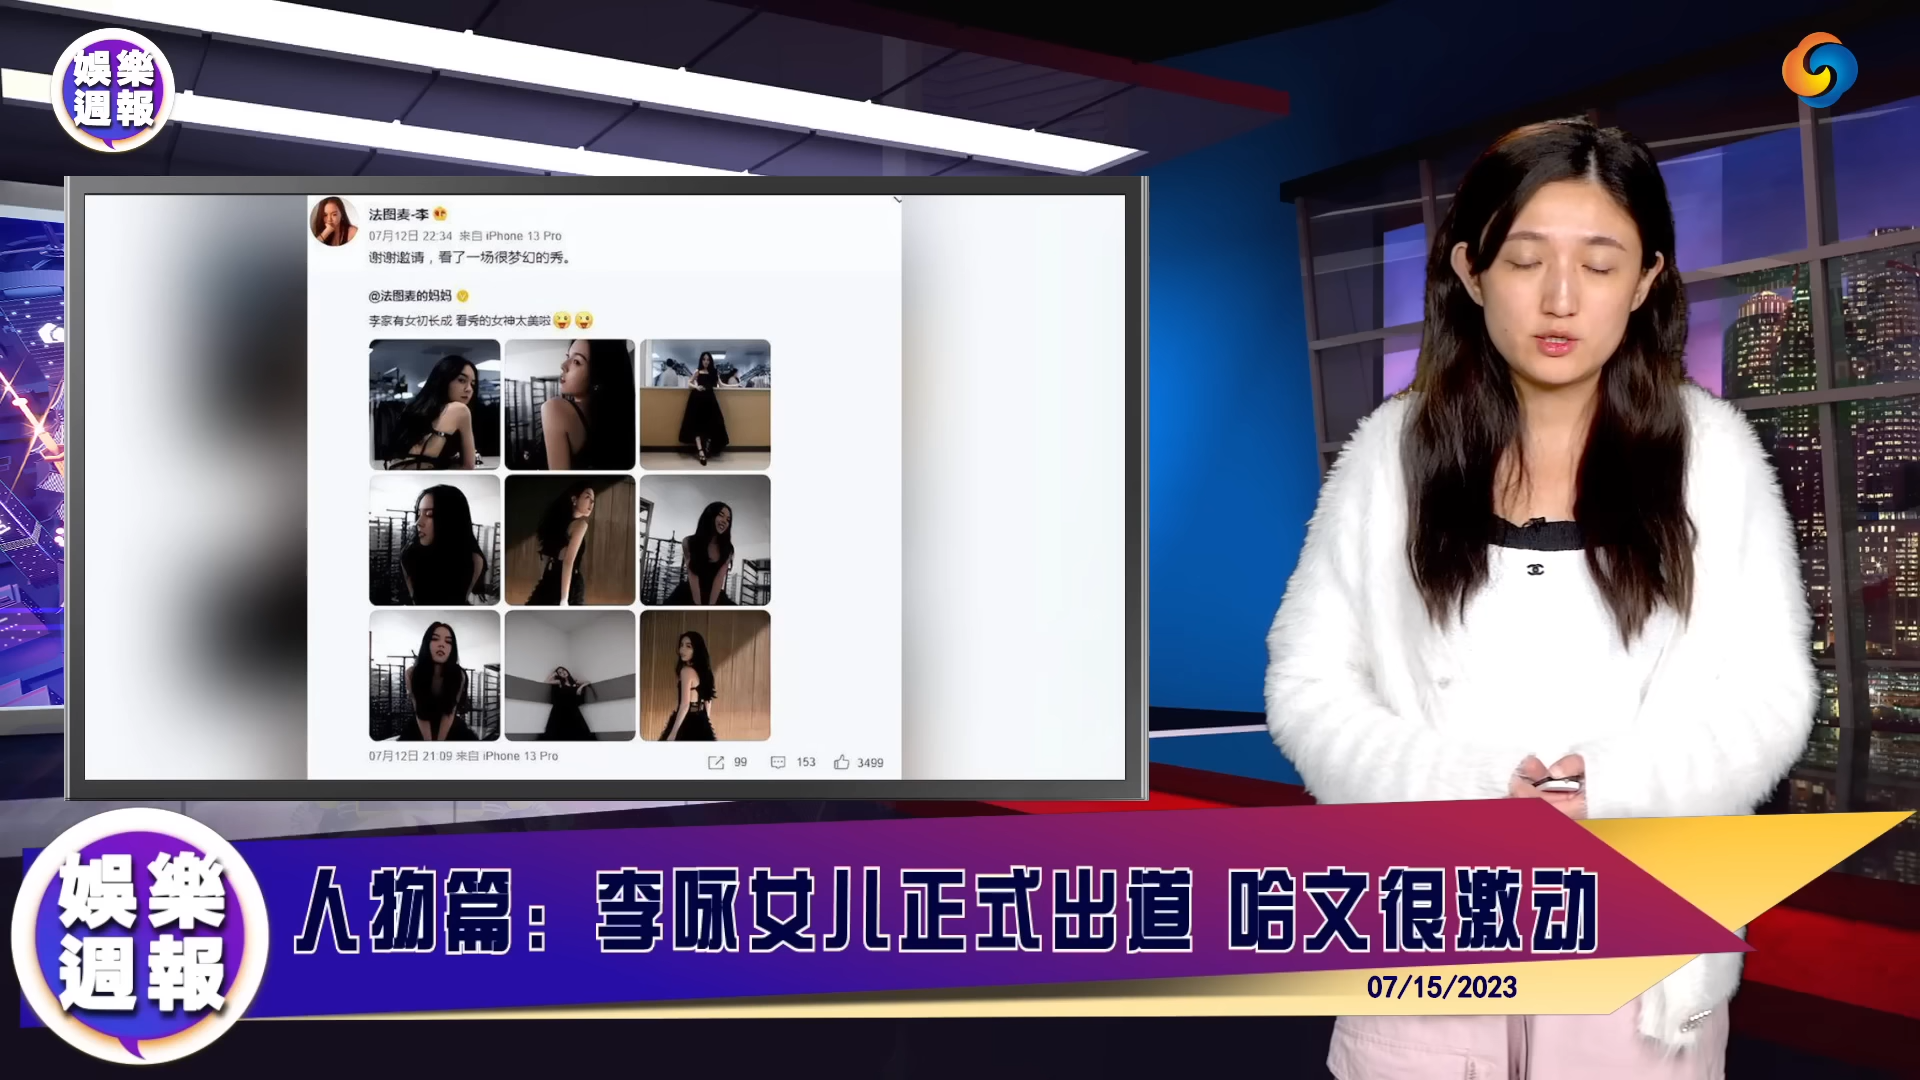 娛樂
週報
法图麦-李
07月12日 22:34 来自 iPhone 13 Pro
谢谢邀请，看了一场很梦幻的秀。
@法图麦的妈妈
李家有女初长成 看秀的女神太美啦
07月12日 21:09 来自 iPhone 13 Pro
99 153 3499
娛樂
週報
人物篇：李咏女儿正式出道 哈文很激动
07/15/2023